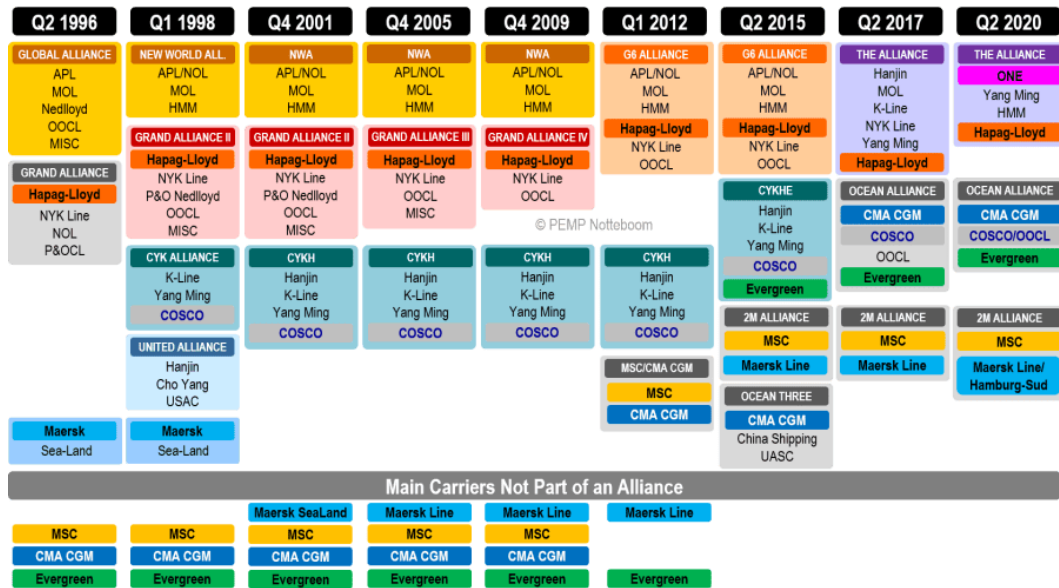 Q2 1996
Q1 1998
Q4 2001
Q4 2005
Q4 2009
Q1 2012
Q2 2015
Q2 2017
Q2 2020
GLOBAL ALLIANCE
APL
MOL
Nedlloyd
OOCL
MISC
GRAND ALLIANCE
Hapag-Lloyd
NYK Line
NOL
P&OCL
Maersk
Sea-Land
NEW WORLD ALL.
APL/NOL
MOL
HMM
GRAND ALLIANCE II
Hapag-Lloyd
NYK Line
P&O Nedlloyd
OOCL
MISC
CYK ALLIANCE
K-Line
Yang Ming
COSCO
UNITED ALLIANCE
Hanjin
Cho Yang
USAC
Maersk
Sea-Land
NWA
APL/NOL
MOL
HMM
GRAND ALLIANCE II
Hapag-Lloyd
NYK Line
P&O Nedlloyd
OOCL
MISC
CYKH
Hanjin
K-Line
Yang Ming
COSCO
NWA
APL/NOL
MOL
HMM
GRAND ALLIANCE III
Hapag-Lloyd
NYK Line
OOCL
MISC
CYKH
Hanjin
K-Line
Yang Ming
COSCO
NWA
APL/NOL
MOL
HMM
GRAND ALLIANCE IV
Hapag-Lloyd
NYK Line
OOCL
© PEMP Notteboom
CYKH
Hanjin
K-Line
Yang Ming
COSCO
G6 ALLIANCE
APL/NOL
MOL
HMM
Hapag-Lloyd
NYK Line
OOCL
CYKH
Hanjin
K-Line
Yang Ming
COSCO
MSC/CMA CGM
MSC
CMA CGM
G6 ALLIANCE
APL/NOL
MOL
HMM
Hapag-Lloyd
NYK Line
OOCL
CYKHE
Hanjin
K-Line
Yang Ming
COSCO
Evergreen
2M ALLIANCE
MSC
Maersk Line
OCEAN THREE
CMA CGM
China Shipping
UASC
THE ALLIANCE
Hanjin
MOL
K-Line
NYK Line
Yang Ming
Hapag-Lloyd
OCEAN ALLIANCE
CMA CGM
COSCO
OOCL
Evergreen
2M ALLIANCE
MSC
Maersk Line
THE ALLIANCE
ONE
Yang Ming
HMM
Hapag-Lloyd
OCEAN ALLIANCE
CMA CGM
COSCO/OOCL
Evergreen
2M ALLIANCE
MSC
Maersk Line/
Hamburg-Sud
Main Carriers Not Part of an Alliance
MSC
CMA CGM
Evergreen
MSC
CMA CGM
Evergreen
Maersk SeaLand
MSC
CMA CGM
Evergreen
Maersk Line
MSC
CMA CGM
Evergreen
Maersk Line
MSC
CMA CGM
Evergreen
Maersk Line
Evergreen